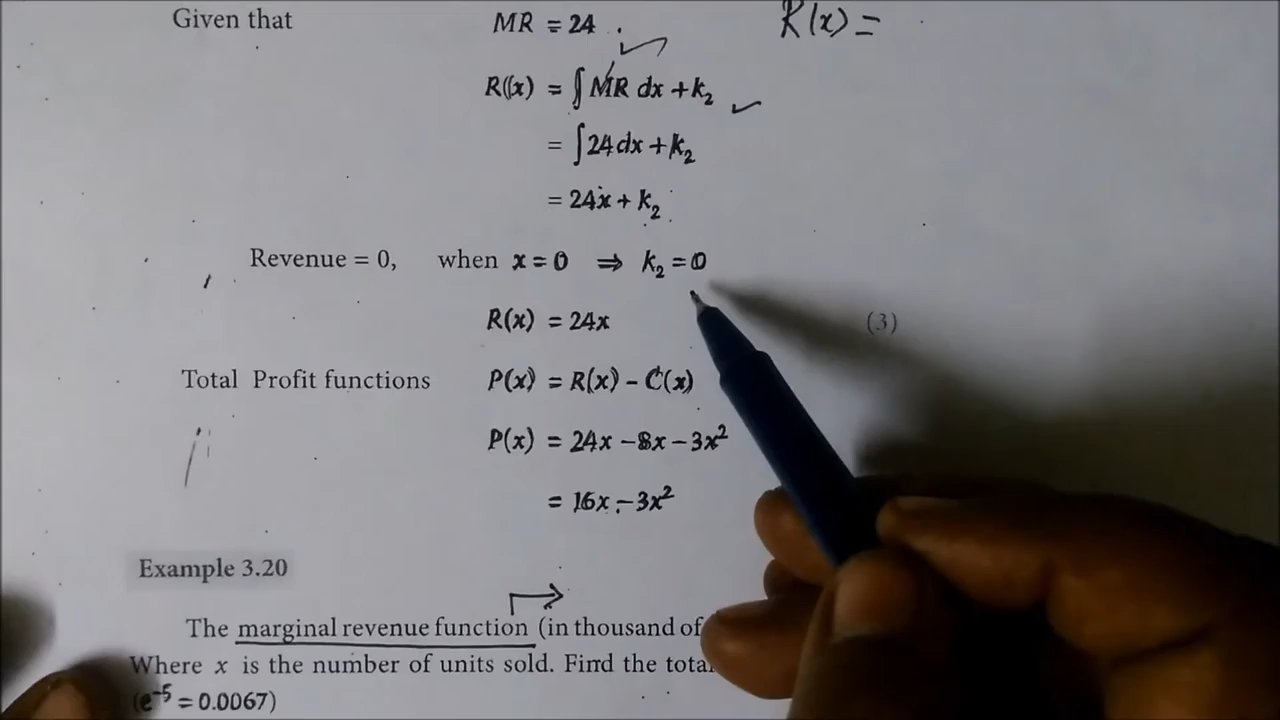 Given that MR = 24 . R(x) =
R(x) = ∫ MR dx + k₂
= ∫ 24 dx + k₂
= 24x + k₂
Revenue = 0, when x = 0 ⇒ k₂ = 0
R(x) = 24x (3)
Total Profit functions P(x) = R(x) – C(x)
P(x) = 24x – 8x – 3x²
= 16x – 3x²
Example 3.20
The marginal revenue function (in thousand of
Where x is the number of units sold. Find the total
(e⁻⁵ = 0.0067)